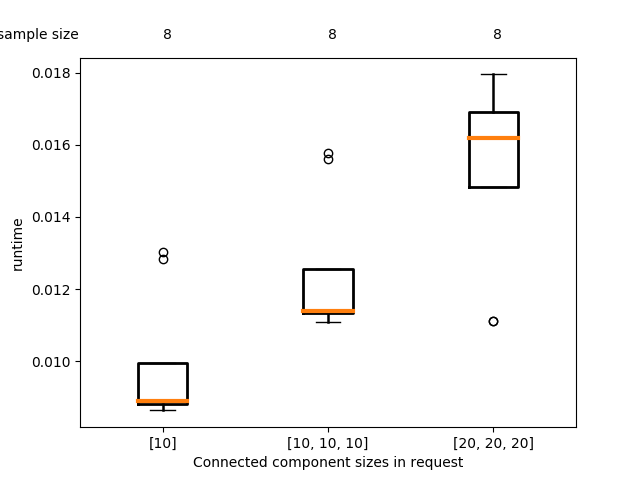 sample size 8 8 8
0.018
0.016
0.014
0.012
0.010
runtime
[10] [10, 10, 10] [20, 20, 20]
Connected component sizes in request